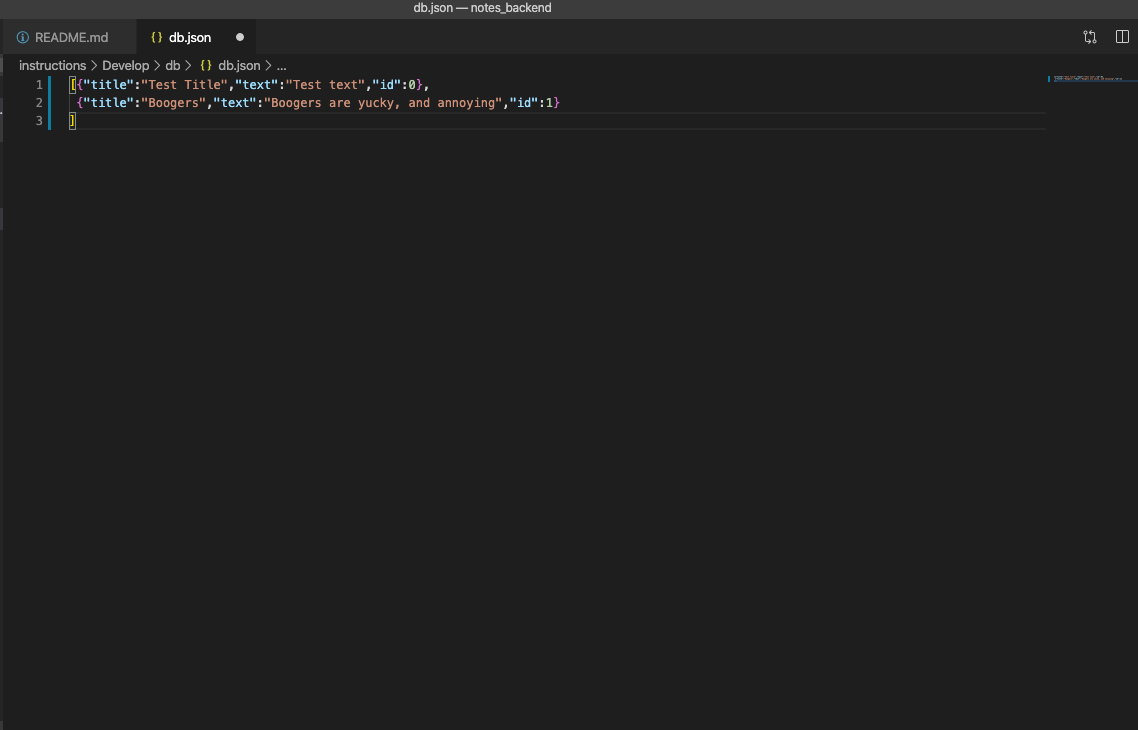 db.json — notes_backend
README.md
{} db.json
instructions > Develop > db > {} db.json > ...
1 [{"title":"Test Title","text":"Test text","id":0},
2 {"title":"Boogers","text":"Boogers are yucky, and annoying","id":1}
3 ]